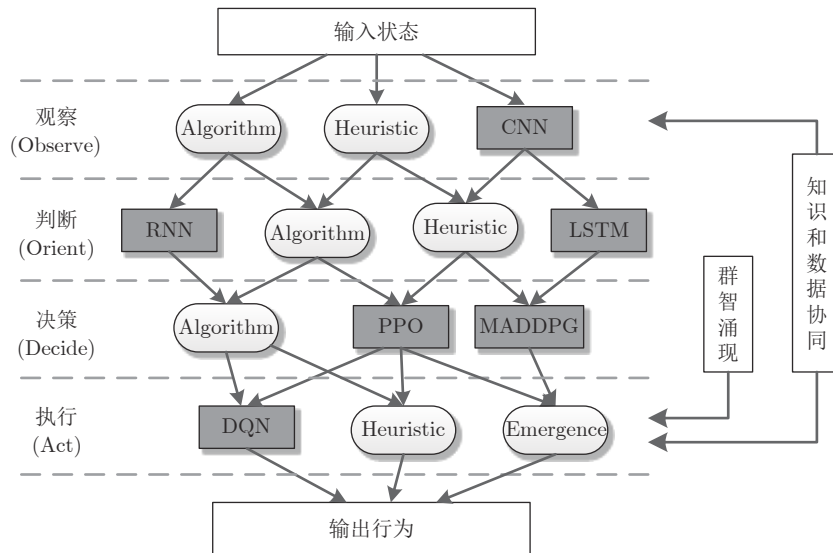 输入状态
观察
(Observe)
Algorithm
Heuristic
CNN
判断
(Orient)
RNN
Algorithm
Heuristic
LSTM
决策
(Decide)
Algorithm
PPO
MADDPG
执行
(Act)
DQN
Heuristic
Emergence
输出行为
群智涌现
知识和数据协同